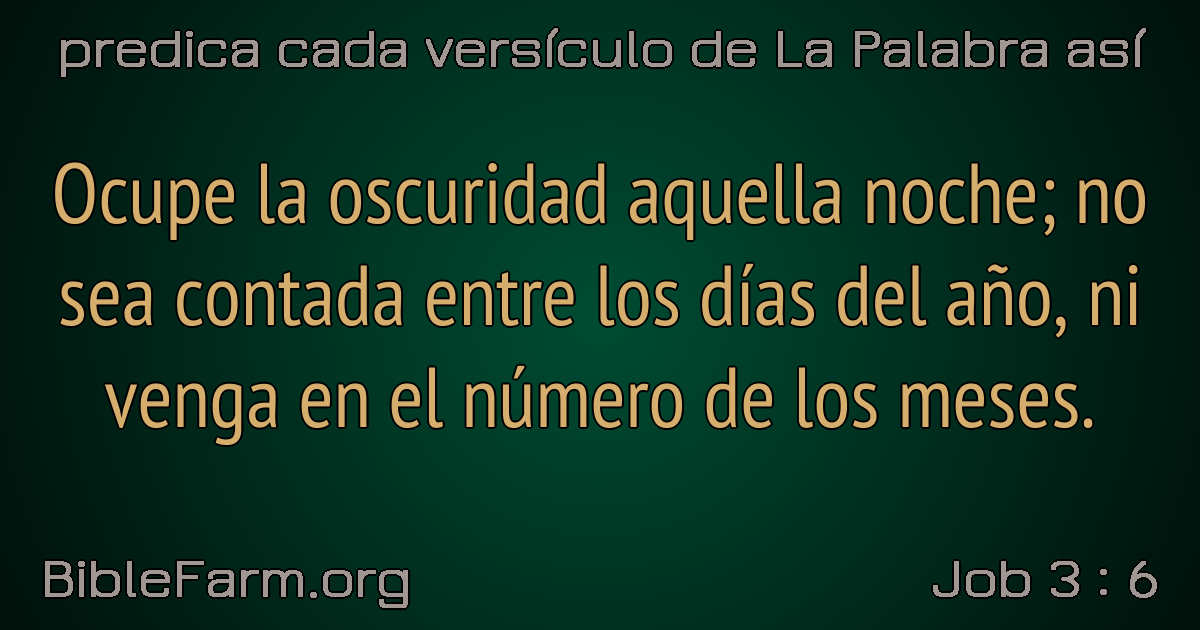 predica cada versículo de La Palabra así
Ocupe la oscuridad aquella noche; no
sea contada entre los días del año, ni
venga en el número de los meses.
BibleFarm.org
Job 3 : 6